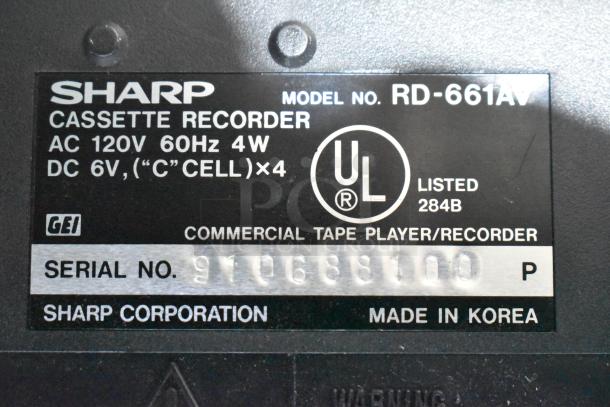 SHARP MODEL NO. RD-661AV
CASSETTE RECORDER
AC 120V 60Hz 4W
DC 6V, ("C" CELL)×4
UL
®
LISTED
284B
GEI
COMMERCIAL TAPE PLAYER/RECORDER
SERIAL NO. P
SHARP CORPORATION MADE IN KOREA
WARNING